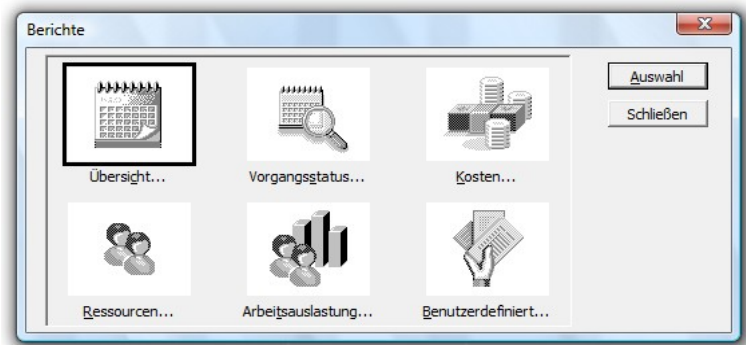 Berichte
Auswahl
Schließen
Übersicht...
Vorgangsstatus...
Kosten...
Ressourcen...
Arbeitsauslastung...
Benutzerdefiniert...